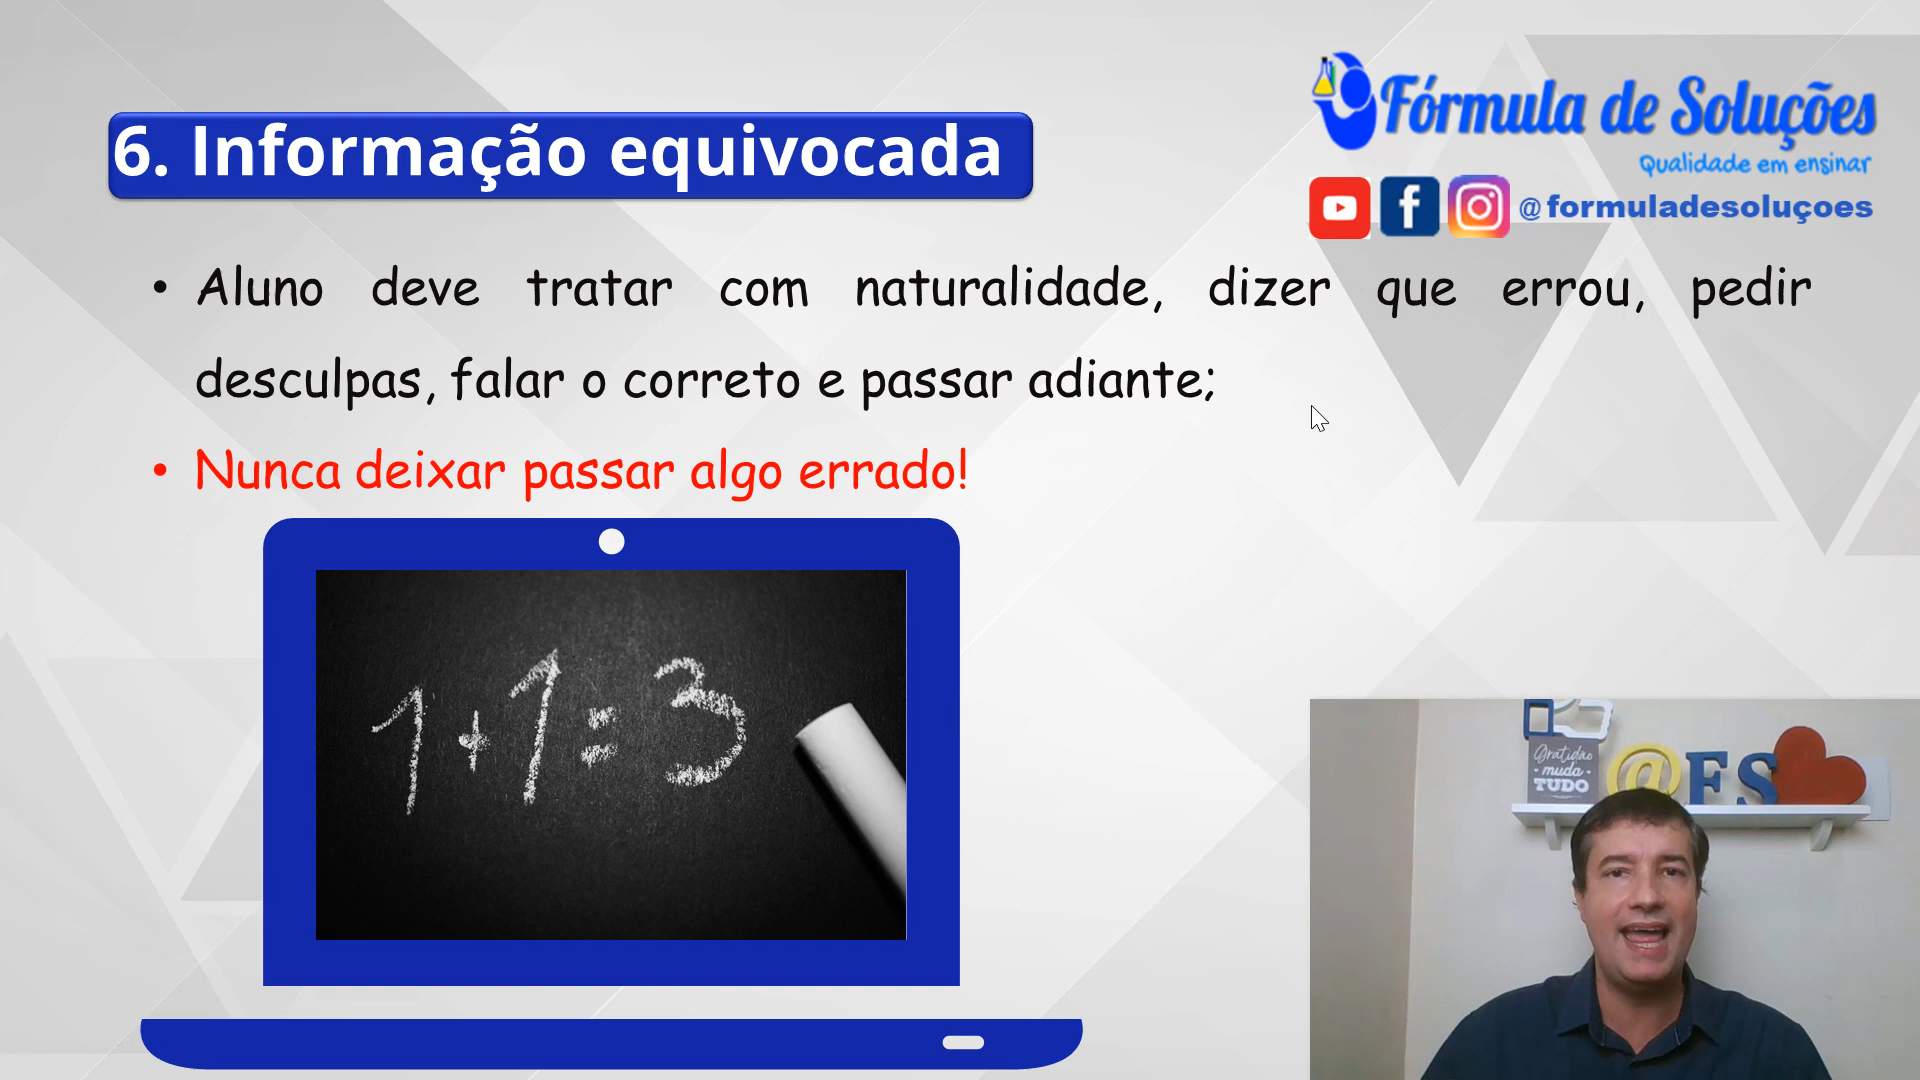 6. Informação equivocada
Fórmula de Soluções
Qualidade em ensinar
@formuladesoluçoes
• Aluno deve tratar com naturalidade, dizer que errou, pedir
desculpas, falar o correto e passar adiante;
• Nunca deixar passar algo errado!
1+1=3
Gratidão
- muda -
TUDO
@FS